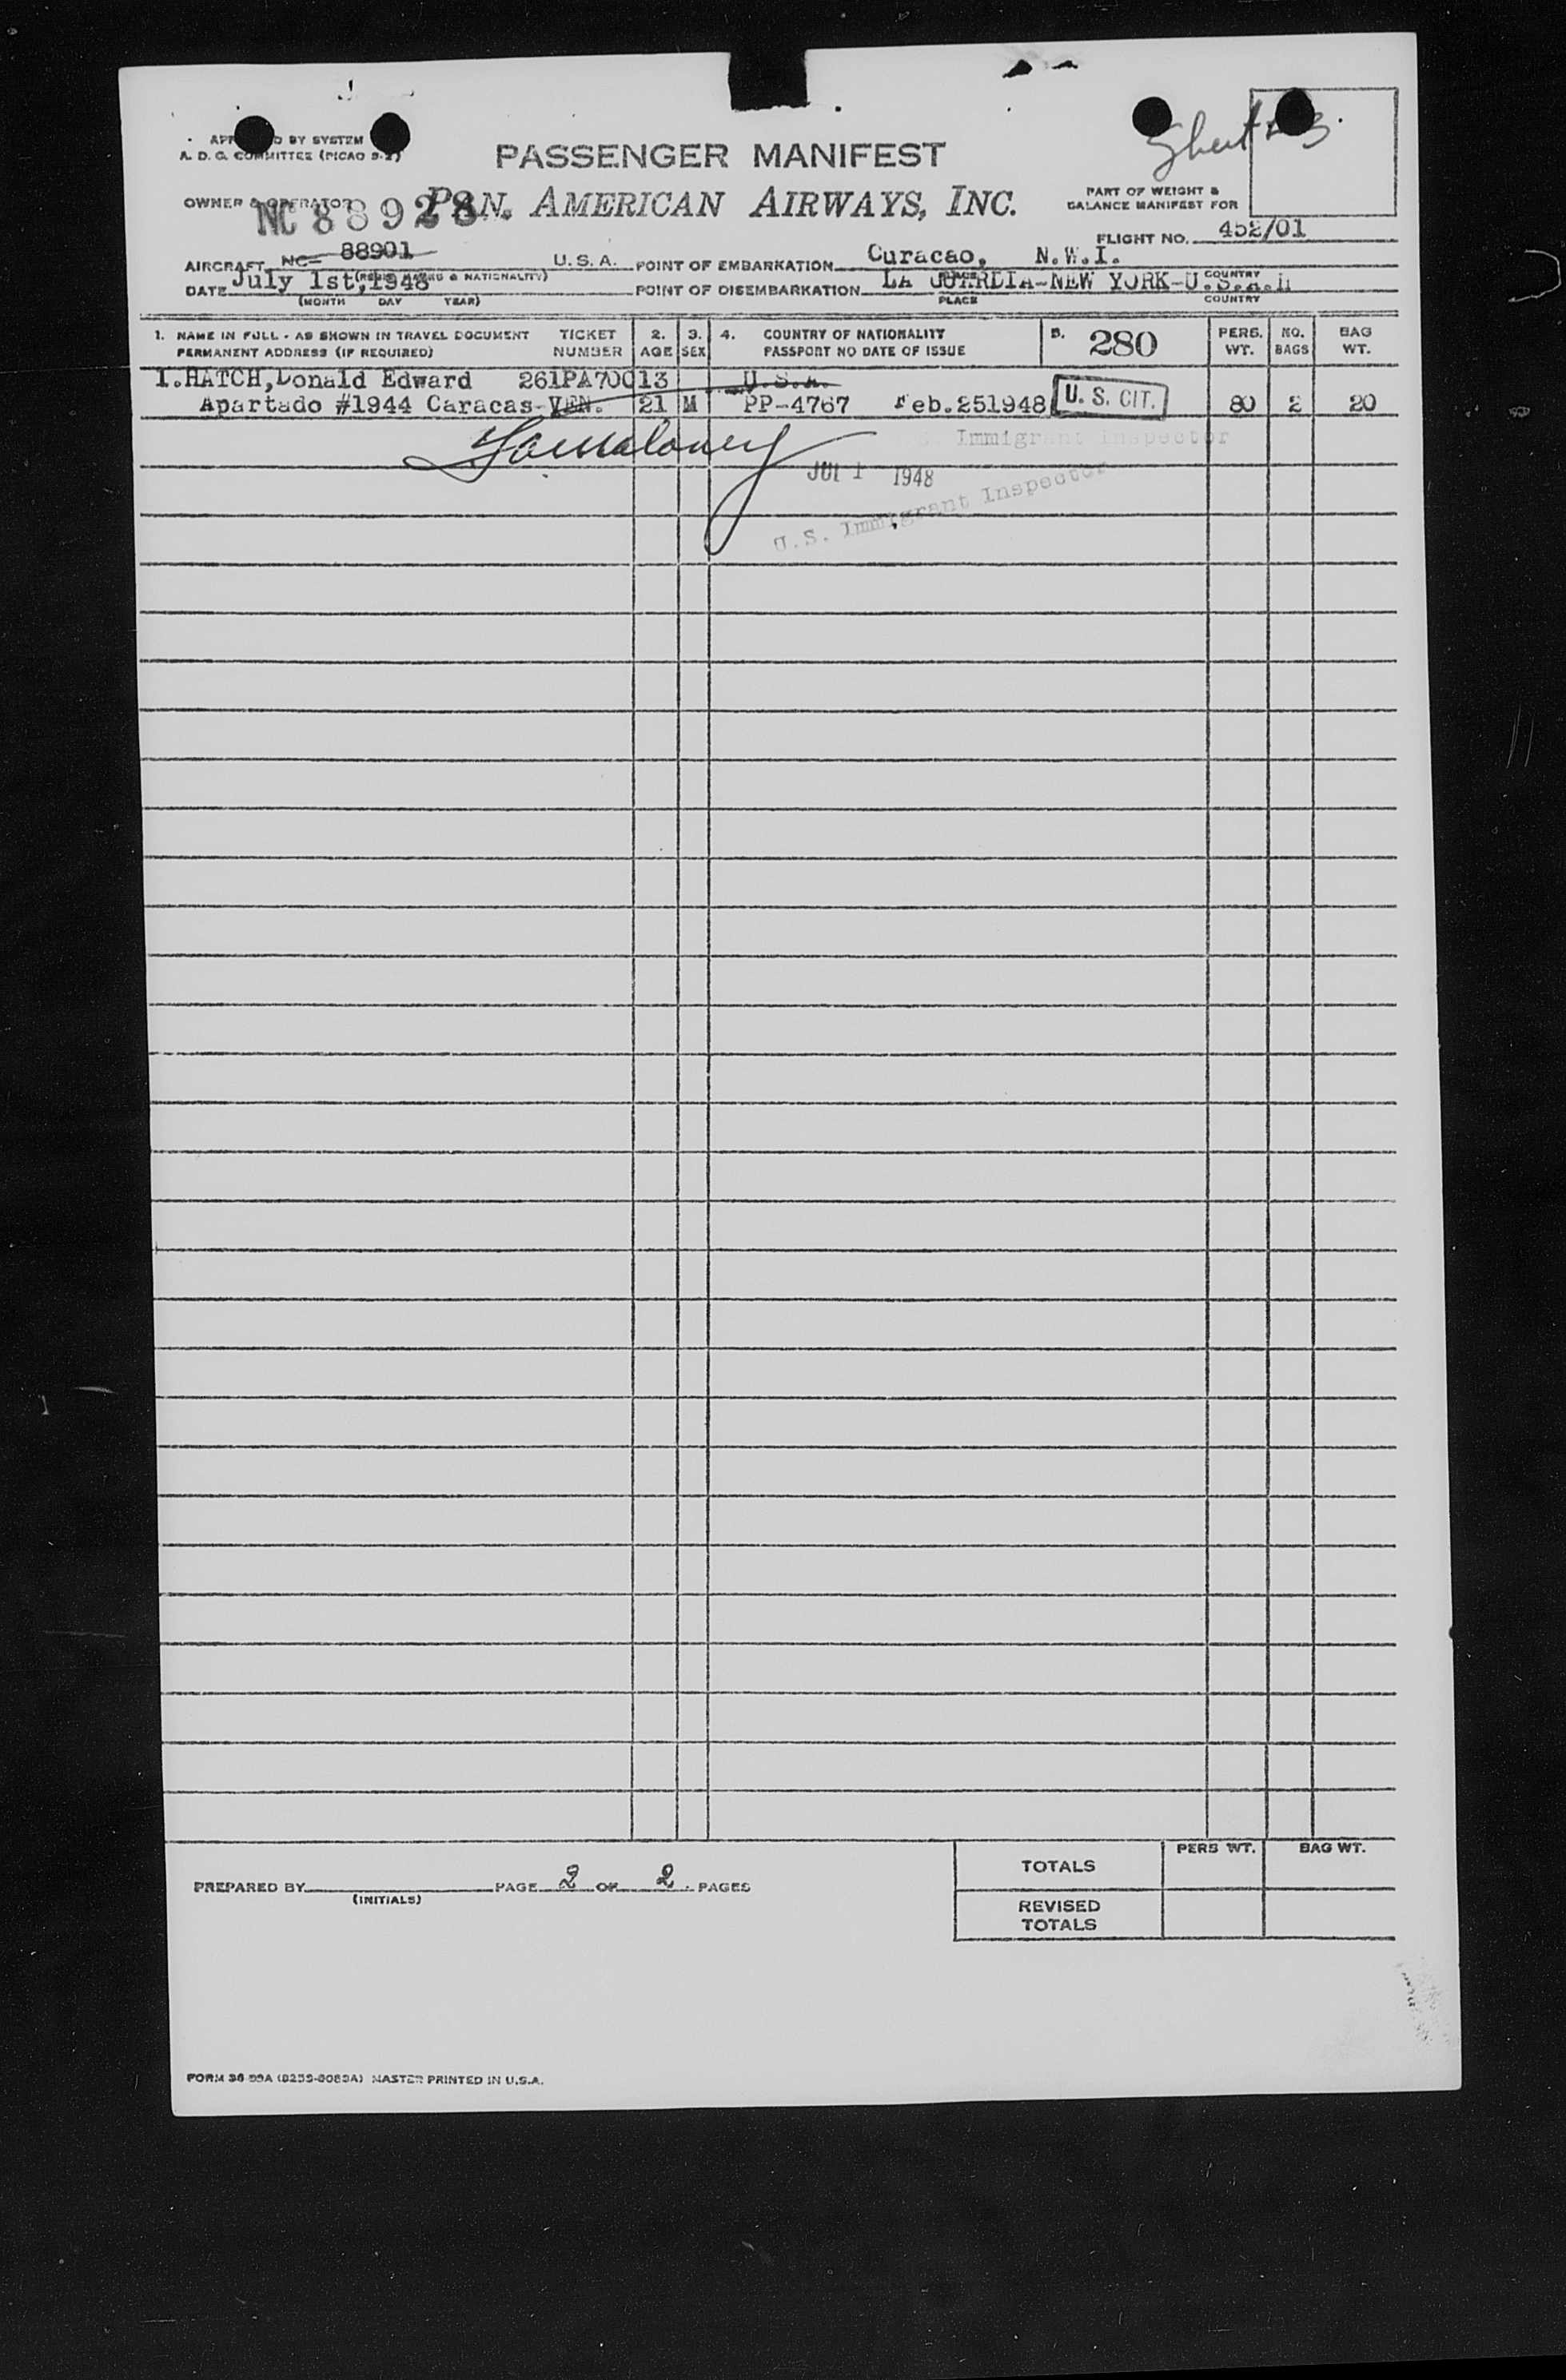 BY SYSTEM
A. D. G. COMMITTEE (PICAO 9-2)
Sheet # 3
PASSENGER MANIFEST
OWNER & OPERATOR
NC 88928
PAN AMERICAN AIRWAYS, INC.
PART OF WEIGHT &
BALANCE MANIFEST FOR
FLIGHT NO. 452/01
AIRCRAFT NC- 88901 U. S. A. POINT OF EMBARKATION Curacao, N.W.I.
(REGIS. MARKS & NATIONALITY) PLACE COUNTRY
DATE July 1st, 1948 POINT OF DISEMBARKATION LA GUARDIA-NEW YORK-U.S.A.
(MONTH DAY YEAR) PLACE COUNTRY
1. NAME IN FULL - AS SHOWN IN TRAVEL DOCUMENT TICKET 2. 3. 4. COUNTRY OF NATIONALITY 5. 280 PERS. NO. BAG
PERMANENT ADDRESS (IF REQUIRED) NUMBER AGE SEX PASSPORT NO DATE OF ISSUE WT. BAGS WT.
1.HATCH,Donald Edward 261PA70013 U.S.A.
Apartado #1944 Caracas-VEN. 21 M PP-4767 Feb.251948 U. S. CIT. 80 2 20
Immigrant Inspector
JUL 1 1948
U.S. Immigrant Inspector
TOTALS PERS WT. BAG WT.
PREPARED BY PAGE 2 OF 2 PAGES
(INITIALS)
REVISED
TOTALS
MASTER PRINTED IN U.S.A.